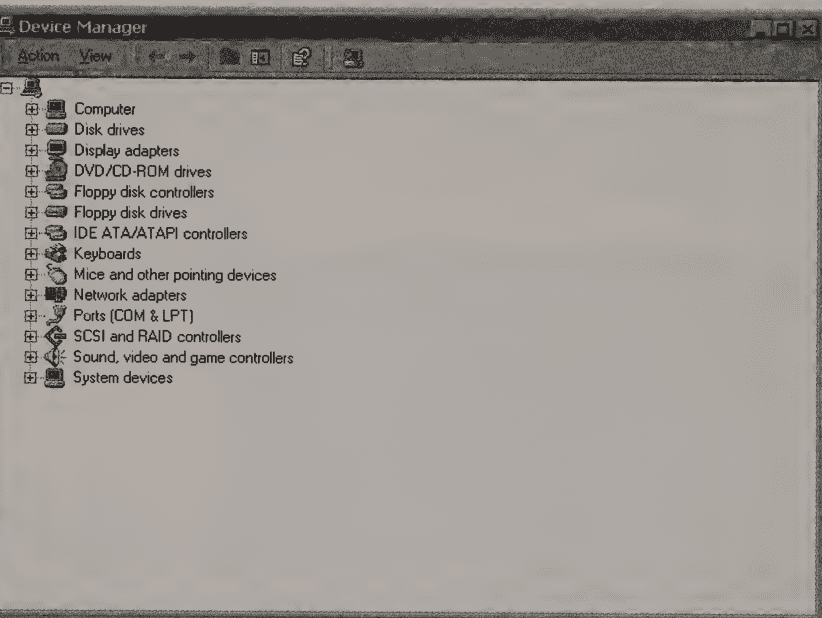 Device Manager
Action View
Computer
Disk drives
Display adapters
DVD/CD-ROM drives
Floppy disk controllers
Floppy disk drives
IDE ATA/ATAPI controllers
Keyboards
Mice and other pointing devices
Network adapters
Ports (COM & LPT)
SCSI and RAID controllers
Sound, video and game controllers
System devices